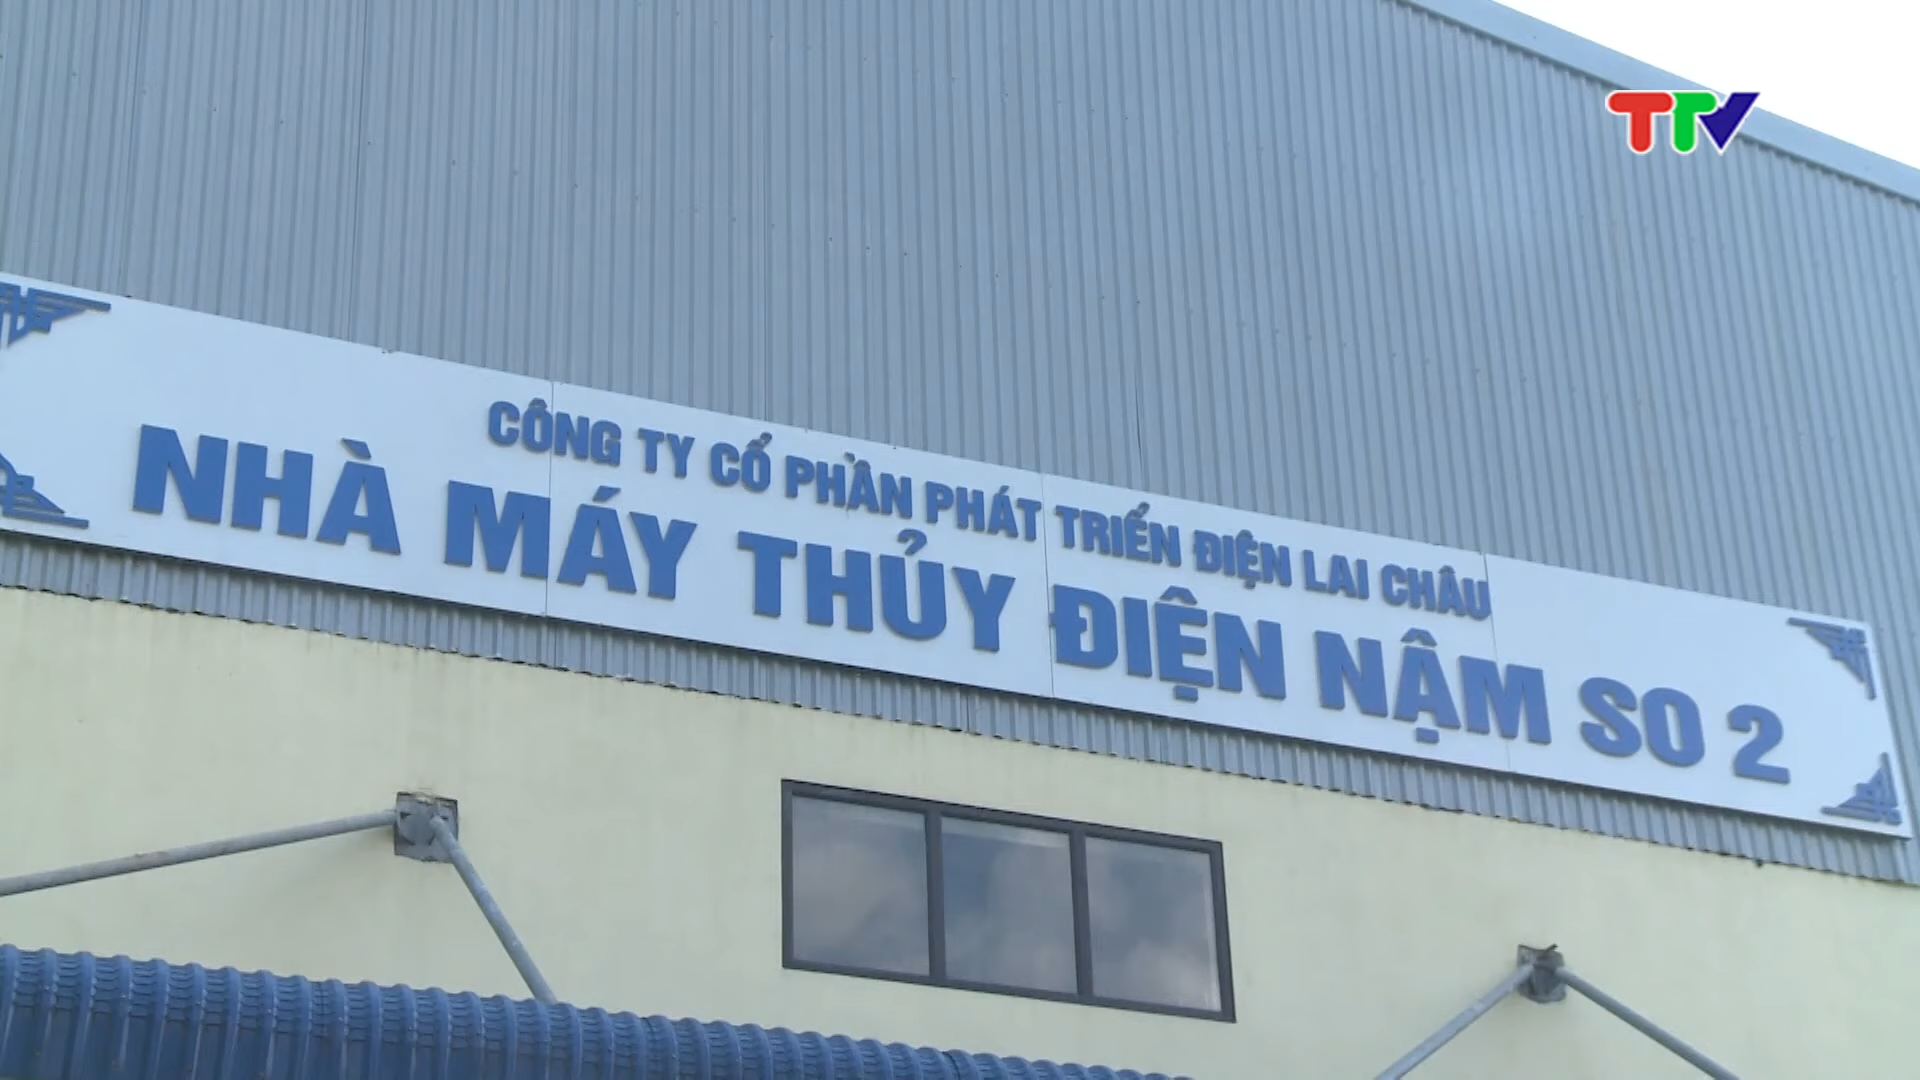 TTV
CÔNG TY CỔ PHẦN PHÁT TRIỂN ĐIỆN LAI CHÂU
NHÀ MÁY THỦY ĐIỆN NẬM SO 2